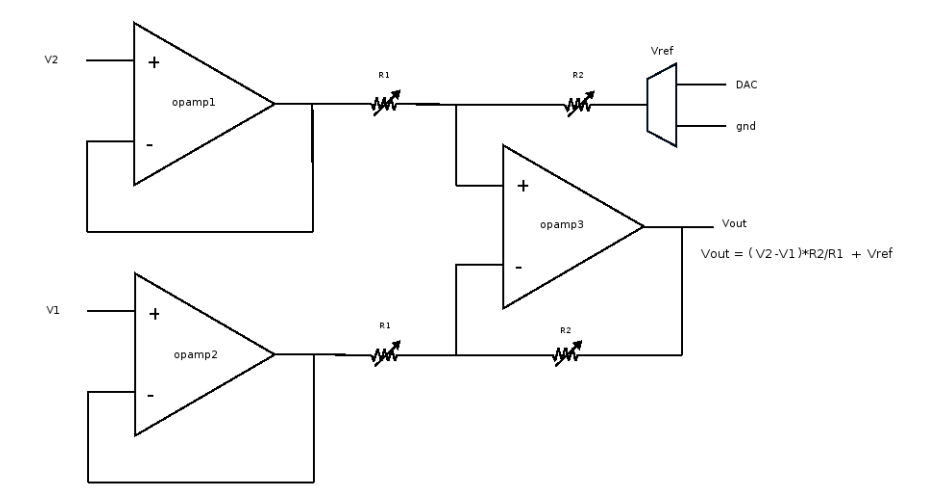 V2
+
opamp1
-
R1
R2
Vref
DAC
gnd
+
opamp3
-
Vout
Vout = ( V2-V1 )*R2/R1 + Vref
V1
+
opamp2
-
R1
R2